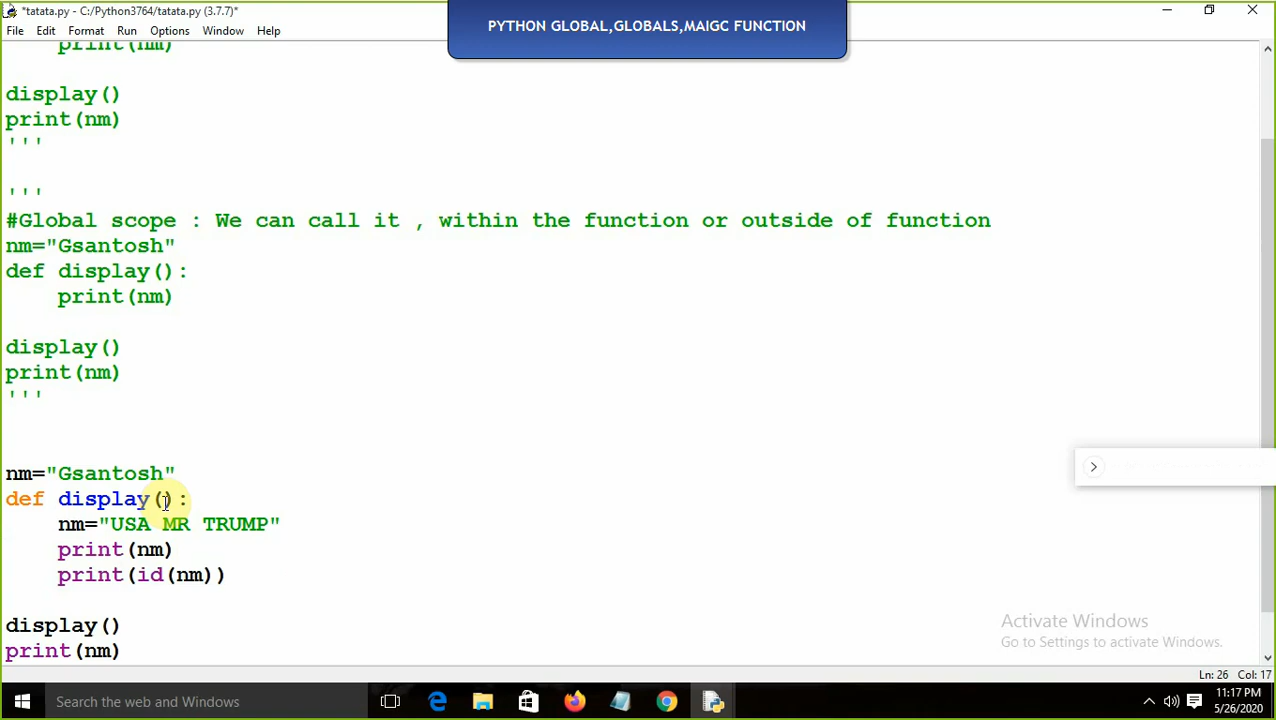 *tatata.py - C:/Python3764/tatata.py (3.7.7)*
PYTHON GLOBAL,GLOBALS,MAIGC FUNCTION
File Edit Format Run Options Window Help
print(nm)
display()
print(nm)
'''
'''
#Global scope : We can call it , within the function or outside of function
nm="Gsantosh"
def display():
print(nm)
display()
print(nm)
'''
nm="Gsantosh"
def display():
nm="USA MR TRUMP"
print(nm)
print(id(nm))
display()
print(nm)
Activate Windows
Go to Settings to activate Windows.
Ln: 26 Col: 17
Search the web and Windows
11:17 PM
5/26/2020